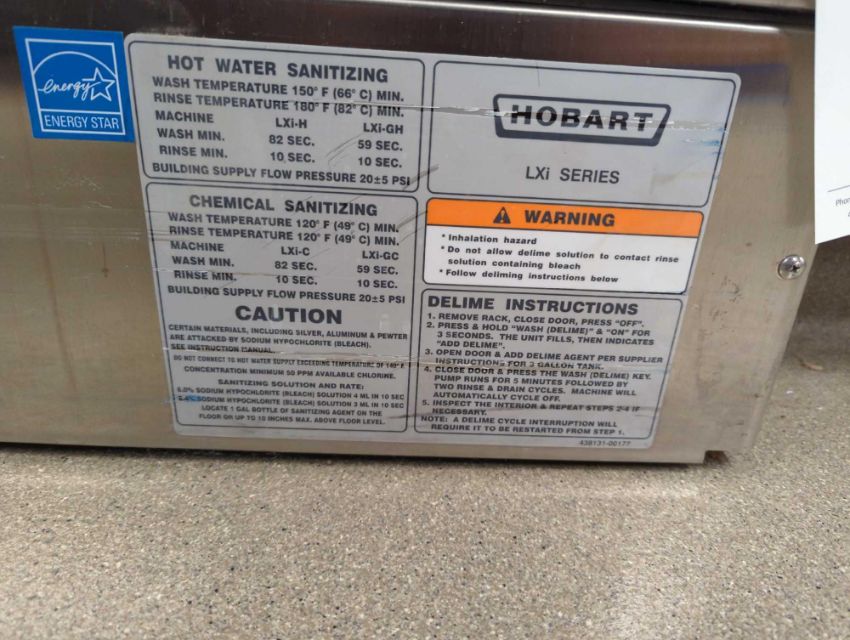 energy
ENERGY STAR
HOT WATER SANITIZING
WASH TEMPERATURE 150° F (66° C) MIN.
RINSE TEMPERATURE 180° F (82° C) MIN.
MACHINE LXi-H LXi-GH
WASH MIN. 82 SEC. 59 SEC.
RINSE MIN. 10 SEC. 10 SEC.
BUILDING SUPPLY FLOW PRESSURE 20±5 PSI
CHEMICAL SANITIZING
WASH TEMPERATURE 120° F (49° C) MIN.
RINSE TEMPERATURE 120° F (49° C) MIN.
MACHINE LXi-C LXi-GC
WASH MIN. 82 SEC. 59 SEC.
RINSE MIN. 10 SEC. 10 SEC.
BUILDING SUPPLY FLOW PRESSURE 20±5 PSI
CAUTION
CERTAIN MATERIALS, INCLUDING SILVER, ALUMINUM & PEWTER
ARE ATTACKED BY SODIUM HYPOCHLORITE (BLEACH).
SEE INSTRUCTION MANUAL.
DO NOT CONNECT TO HOT WATER SUPPLY EXCEEDING TEMPERATURE OF 140° F
CONCENTRATION MINIMUM 50 PPM AVAILABLE CHLORINE.
SANITIZING SOLUTION AND RATE:
6.0% SODIUM HYPOCHLORITE (BLEACH) SOLUTION 4 ML IN 10 SEC
8.4% SODIUM HYPOCHLORITE (BLEACH) SOLUTION 3 ML IN 10 SEC
LOCATE 1 GAL BOTTLE OF SANITIZING AGENT ON THE
FLOOR OR UP TO 10 INCHES MAX. ABOVE FLOOR LEVEL.
HOBART
LXi SERIES
WARNING
* Inhalation hazard
* Do not allow delime solution to contact rinse
solution containing bleach
* Follow deliming instructions below
DELIME INSTRUCTIONS
1. REMOVE RACK, CLOSE DOOR, PRESS "OFF".
2. PRESS & HOLD "WASH (DELIME)" & "ON" FOR
3 SECONDS. THE UNIT FILLS, THEN INDICATES
"ADD DELIME".
3. OPEN DOOR & ADD DELIME AGENT PER SUPPLIER
INSTRUCTIONS FOR 3 GALLON TANK.
4. CLOSE DOOR & PRESS THE WASH (DELIME) KEY.
PUMP RUNS FOR 5 MINUTES FOLLOWED BY
TWO RINSE & DRAIN CYCLES. MACHINE WILL
AUTOMATICALLY CYCLE OFF.
5. INSPECT THE INTERIOR & REPEAT STEPS 2-4 IF
NECESSARY.
NOTE: A DELIME CYCLE INTERRUPTION WILL
REQUIRE IT TO BE RESTARTED FROM STEP 1.
438131-00177